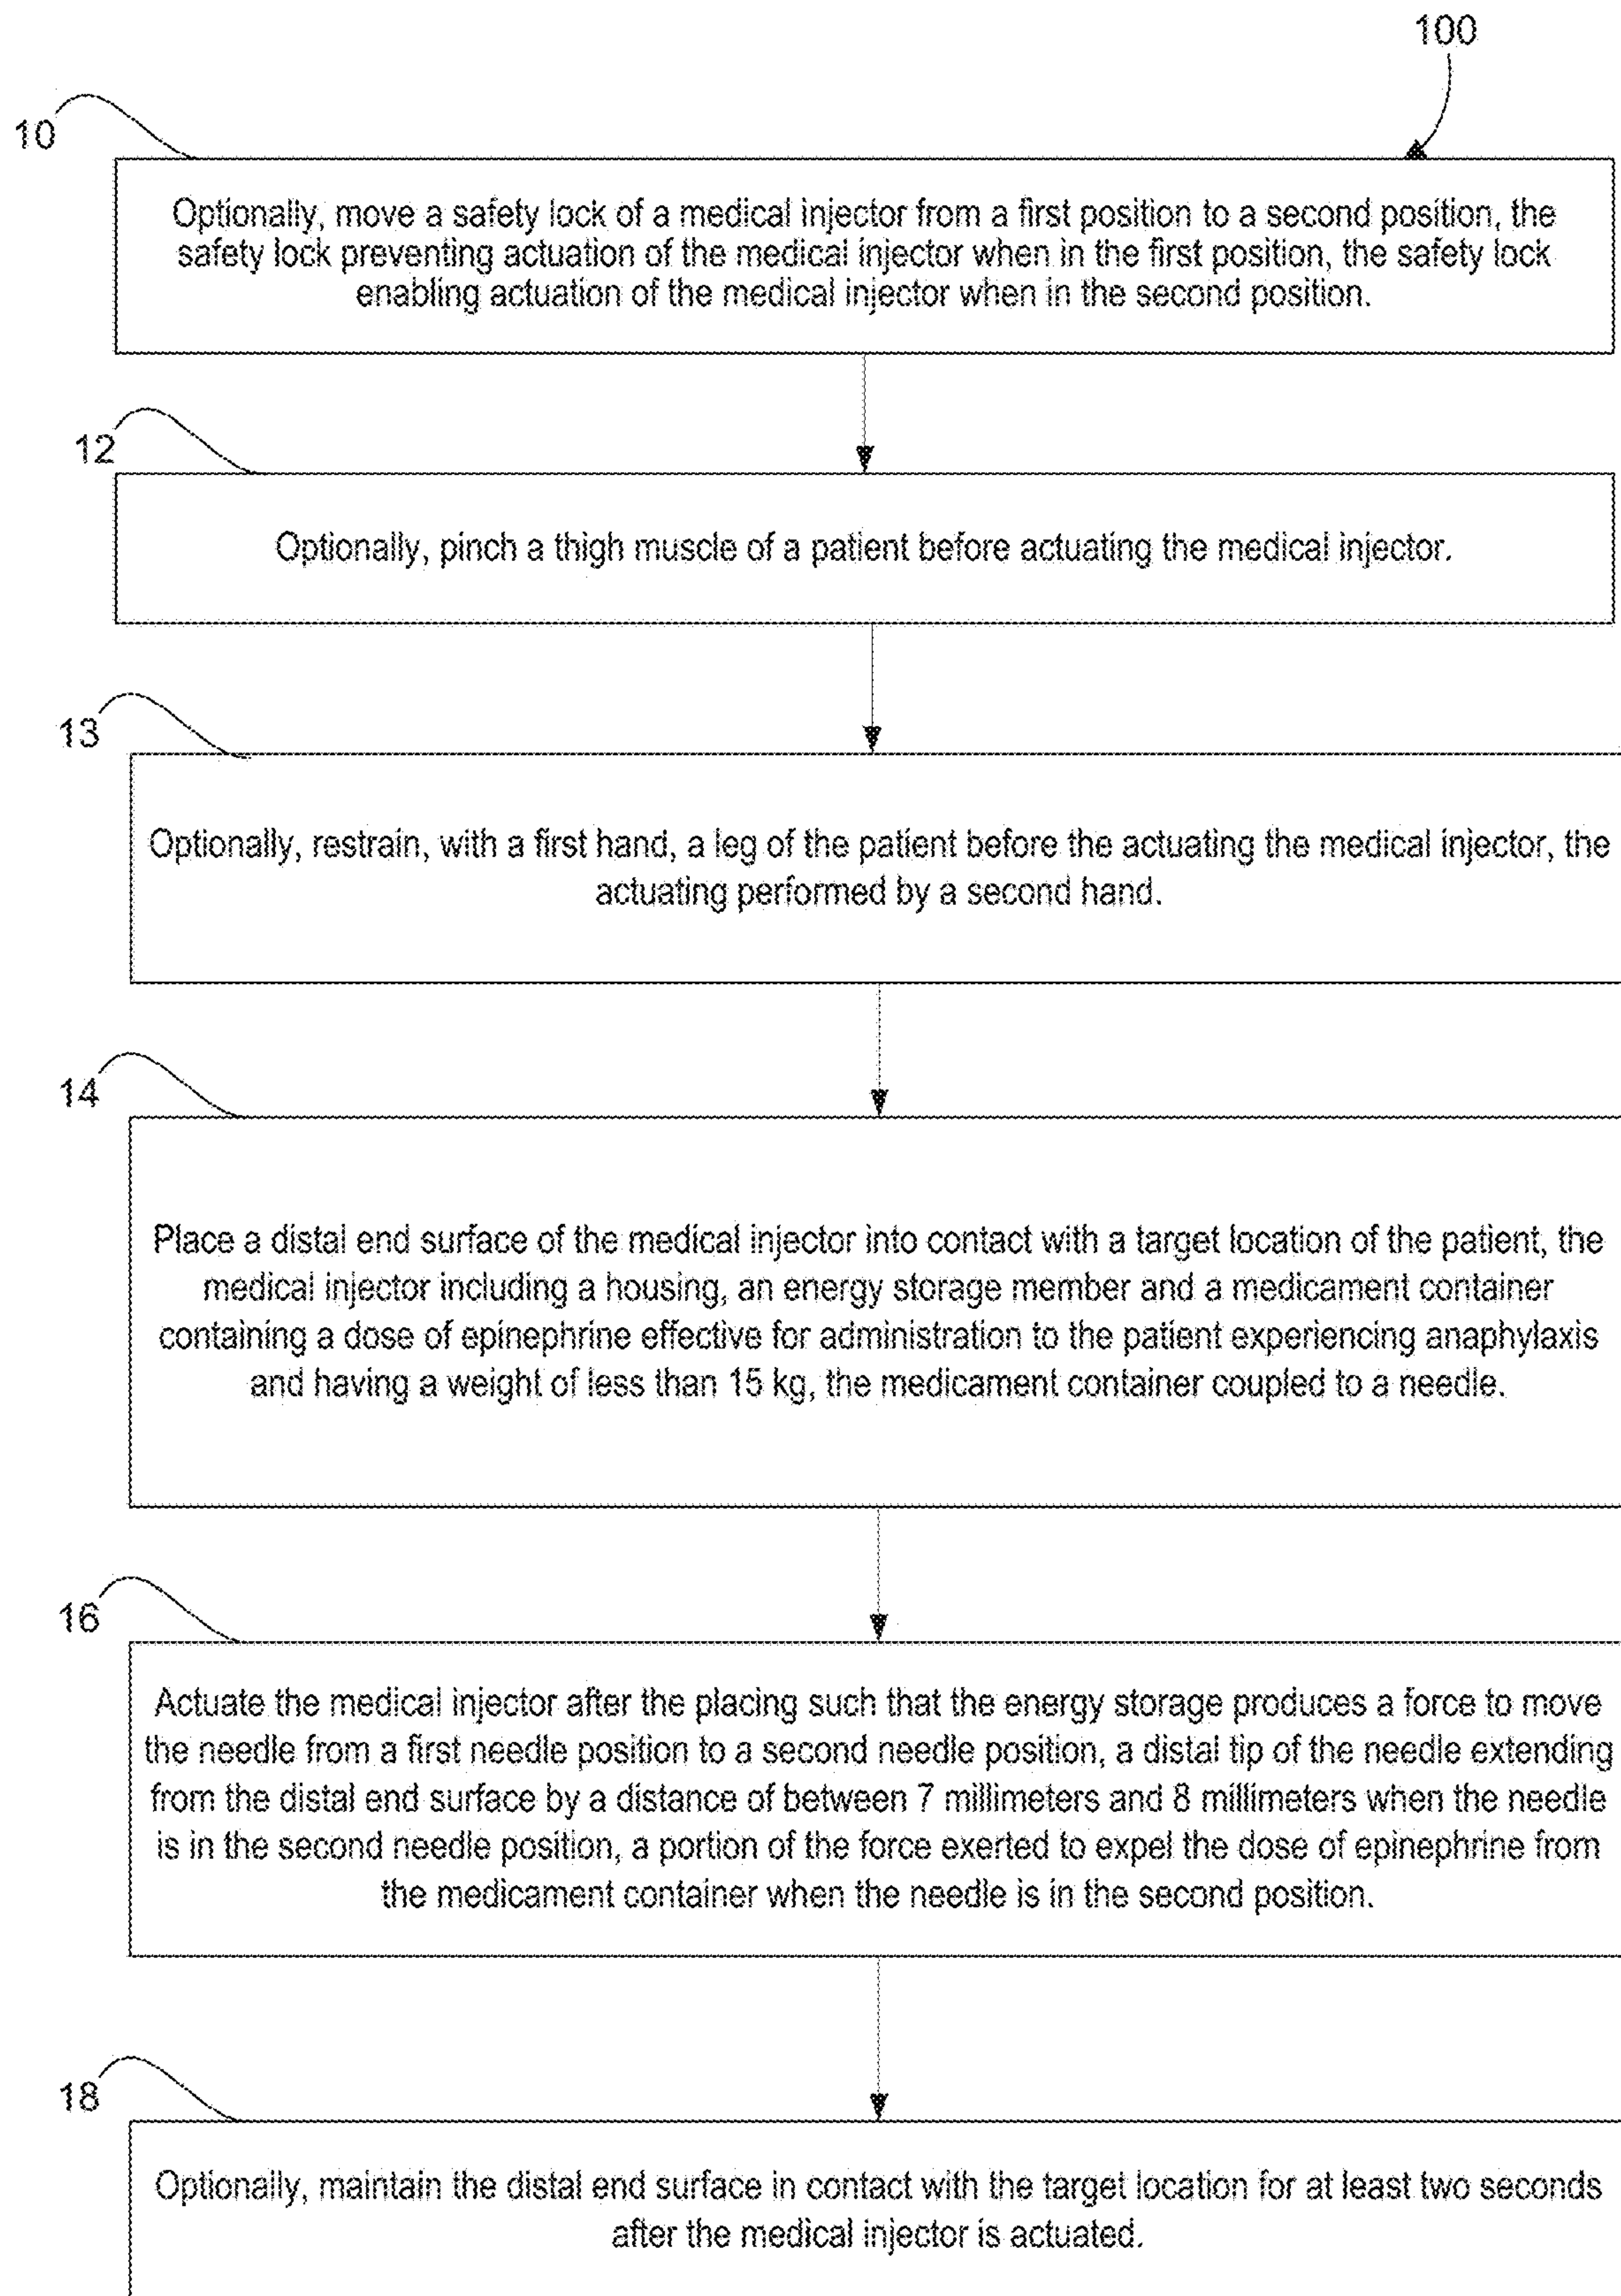 100
10
Optionally, move a safety lock of a medical injector from a first position to a second position, the
safety lock preventing actuation of the medical injector when in the first position, the safety lock
enabling actuation of the medical injector when in the second position.
12
Optionally, pinch a thigh muscle of a patient before actuating the medical injector.
13
Optionally, restrain, with a first hand, a leg of the patient before the actuating the medical injector, the
actuating performed by a second hand.
14
Place a distal end surface of the medical injector into contact with a target location of the patient, the
medical injector including a housing, an energy storage member and a medicament container
containing a dose of epinephrine effective for administration to the patient experiencing anaphylaxis
and having a weight of less than 15 kg, the medicament container coupled to a needle.
16
Actuate the medical injector after the placing such that the energy storage produces a force to move
the needle from a first needle position to a second needle position, a distal tip of the needle extending
from the distal end surface by a distance of between 7 millimeters and 8 millimeters when the needle
is in the second needle position, a portion of the force exerted to expel the dose of epinephrine from
the medicament container when the needle is in the second position.
18
Optionally, maintain the distal end surface in contact with the target location for at least two seconds
after the medical injector is actuated.